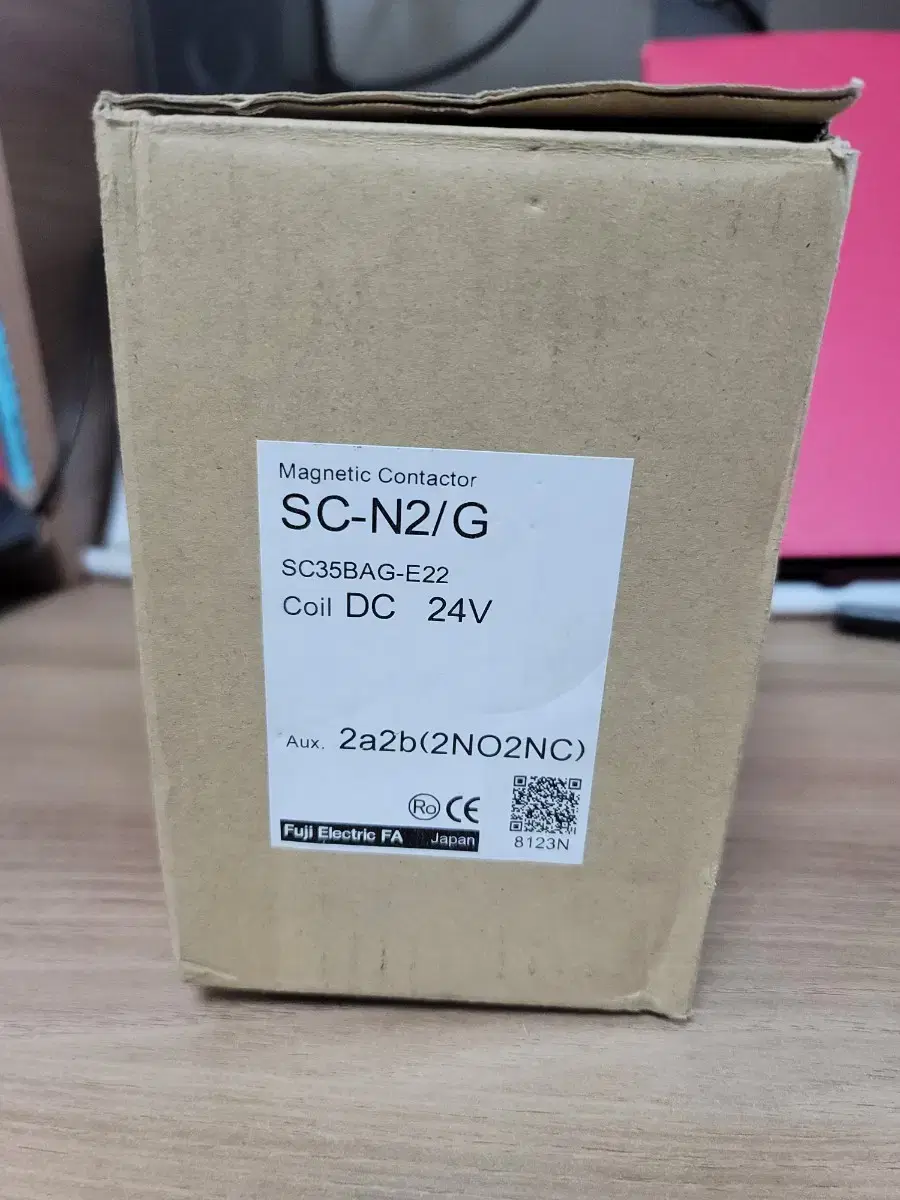 Magnetic Contactor
SC-N2/G
SC35BAG-E22
Coil DC 24V
Aux. 2a2b(2NO2NC)
Ro CE
Fuji Electric FA Japan
8123N